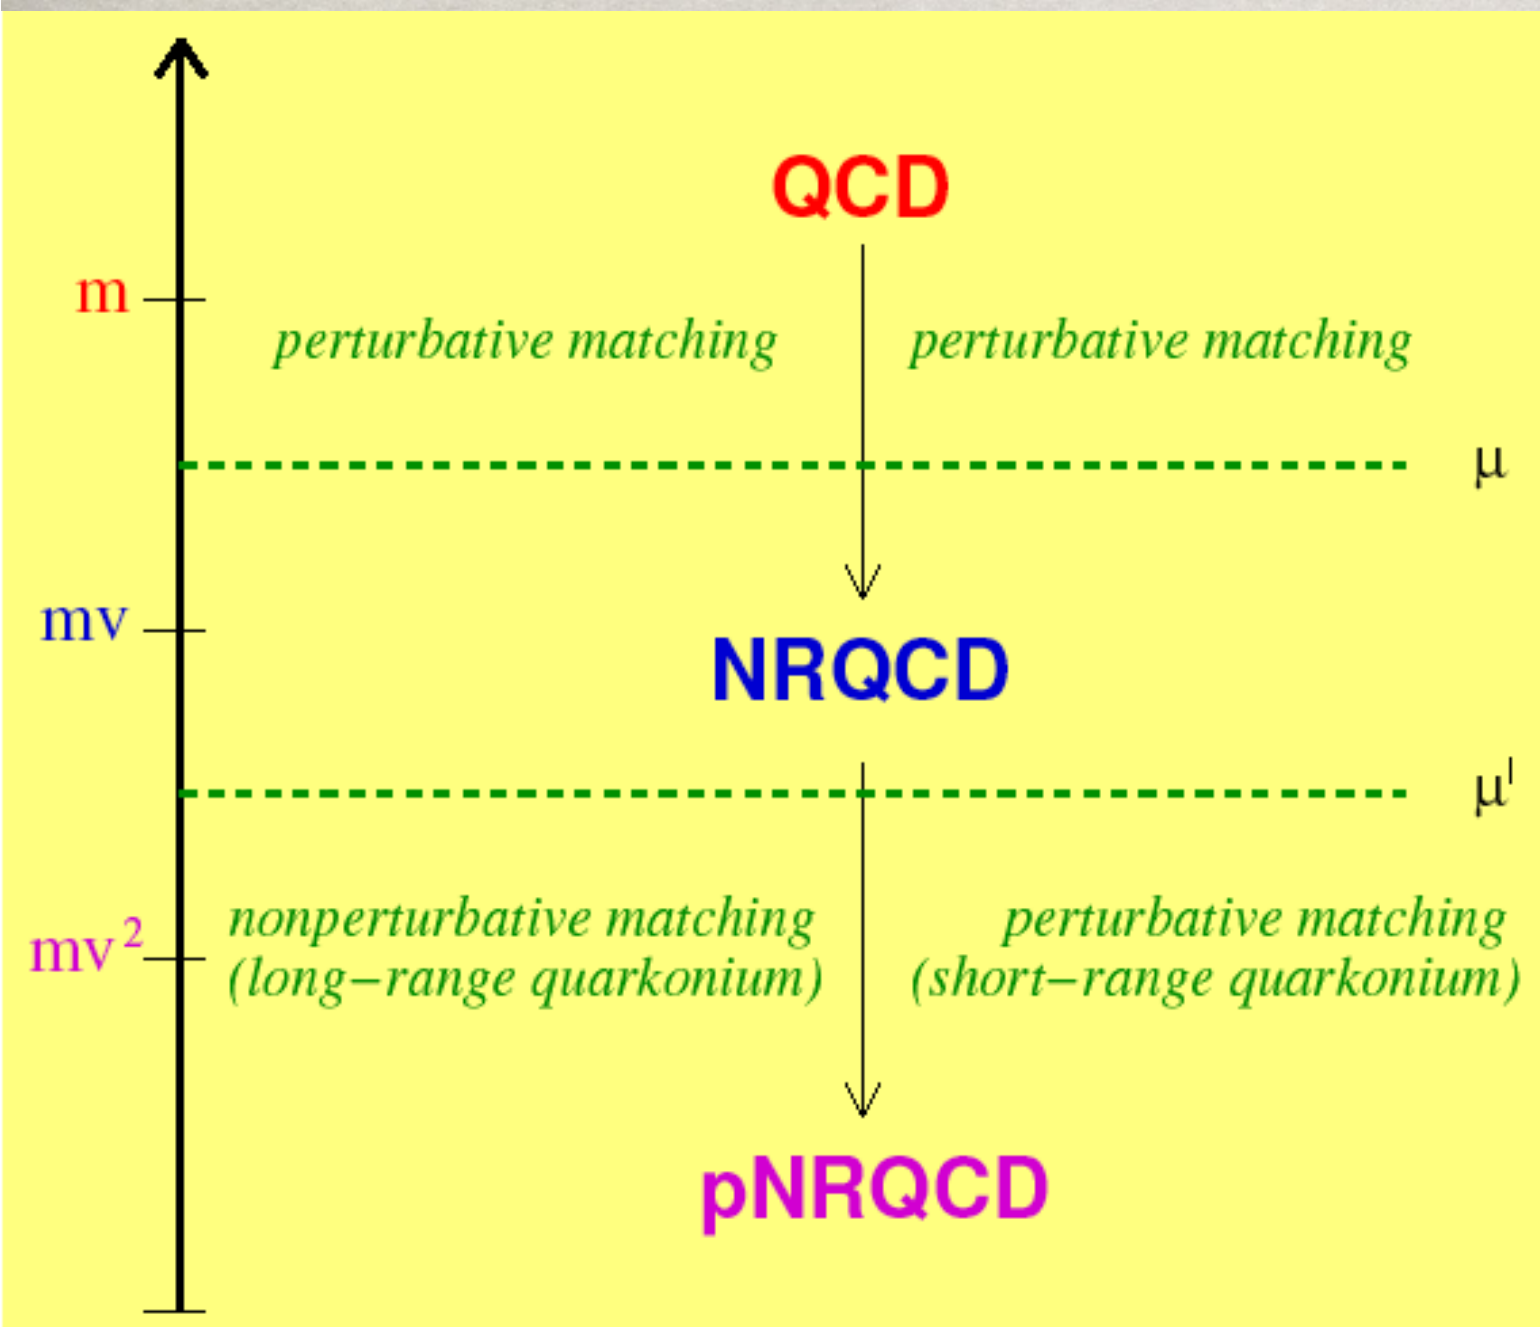 QCD
m
perturbative matching perturbative matching
μ
mv
NRQCD
μ'
nonperturbative matching perturbative matching
mv²
(long–range quarkonium) (short–range quarkonium)
pNRQCD